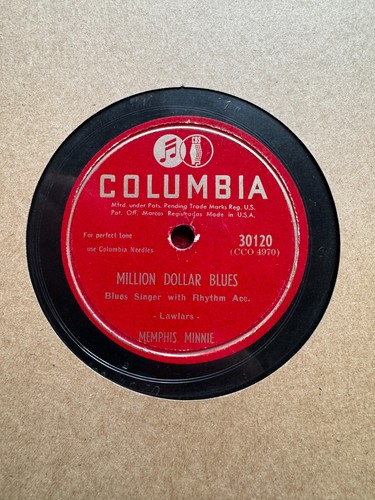 CBS
COLUMBIA
Mfrd. under Pats. Pending Trade Marks Reg. U.S.
Pat. Off. Marcas Registradas Made in U.S.A.
For perfect tone
use Columbia Needles
30120
(CCO 4970)
MILLION DOLLAR BLUES
Blues Singer with Rhythm Acc.
- Lawlars -
MEMPHIS MINNIE